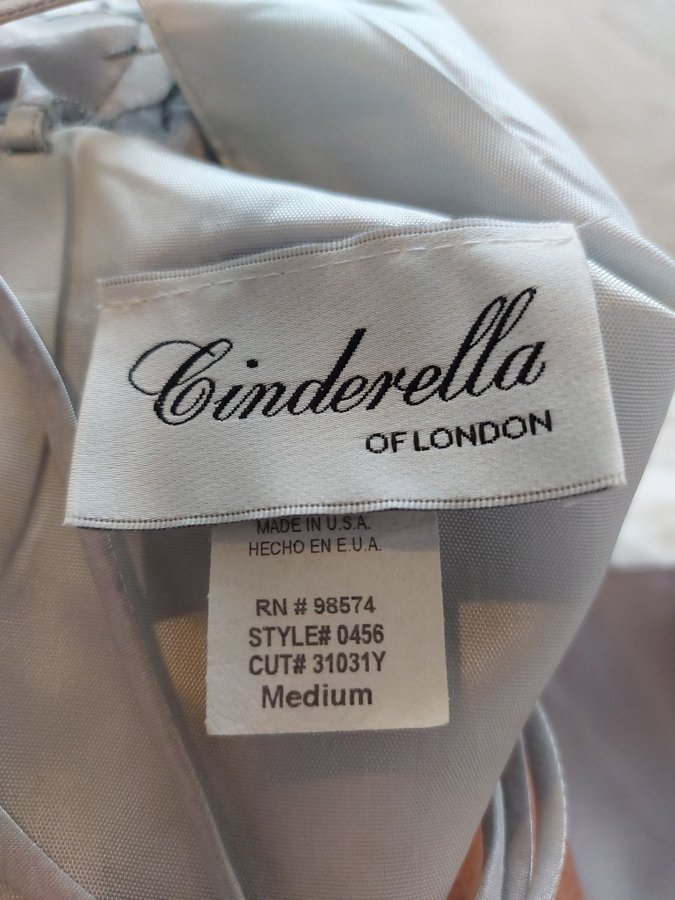 Cinderella
OF LONDON
MADE IN U.S.A.
HECHO EN E.U.A.
RN # 98574
STYLE# 0456
CUT# 31031Y
Medium